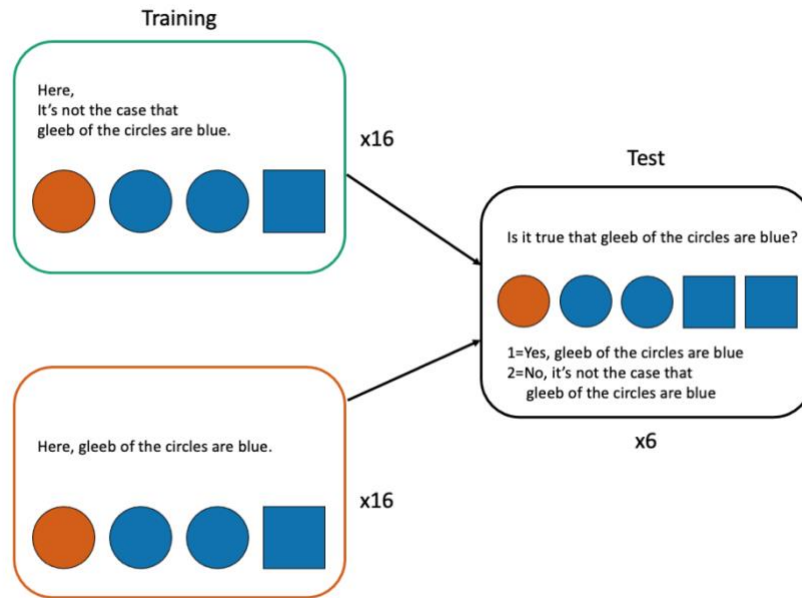 Training
Here,
It's not the case that
gleeb of the circles are blue.
x16
Test
Is it true that gleeb of the circles are blue?
1=Yes, gleeb of the circles are blue
2=No, it's not the case that
gleeb of the circles are blue
x6
Here, gleeb of the circles are blue.
x16